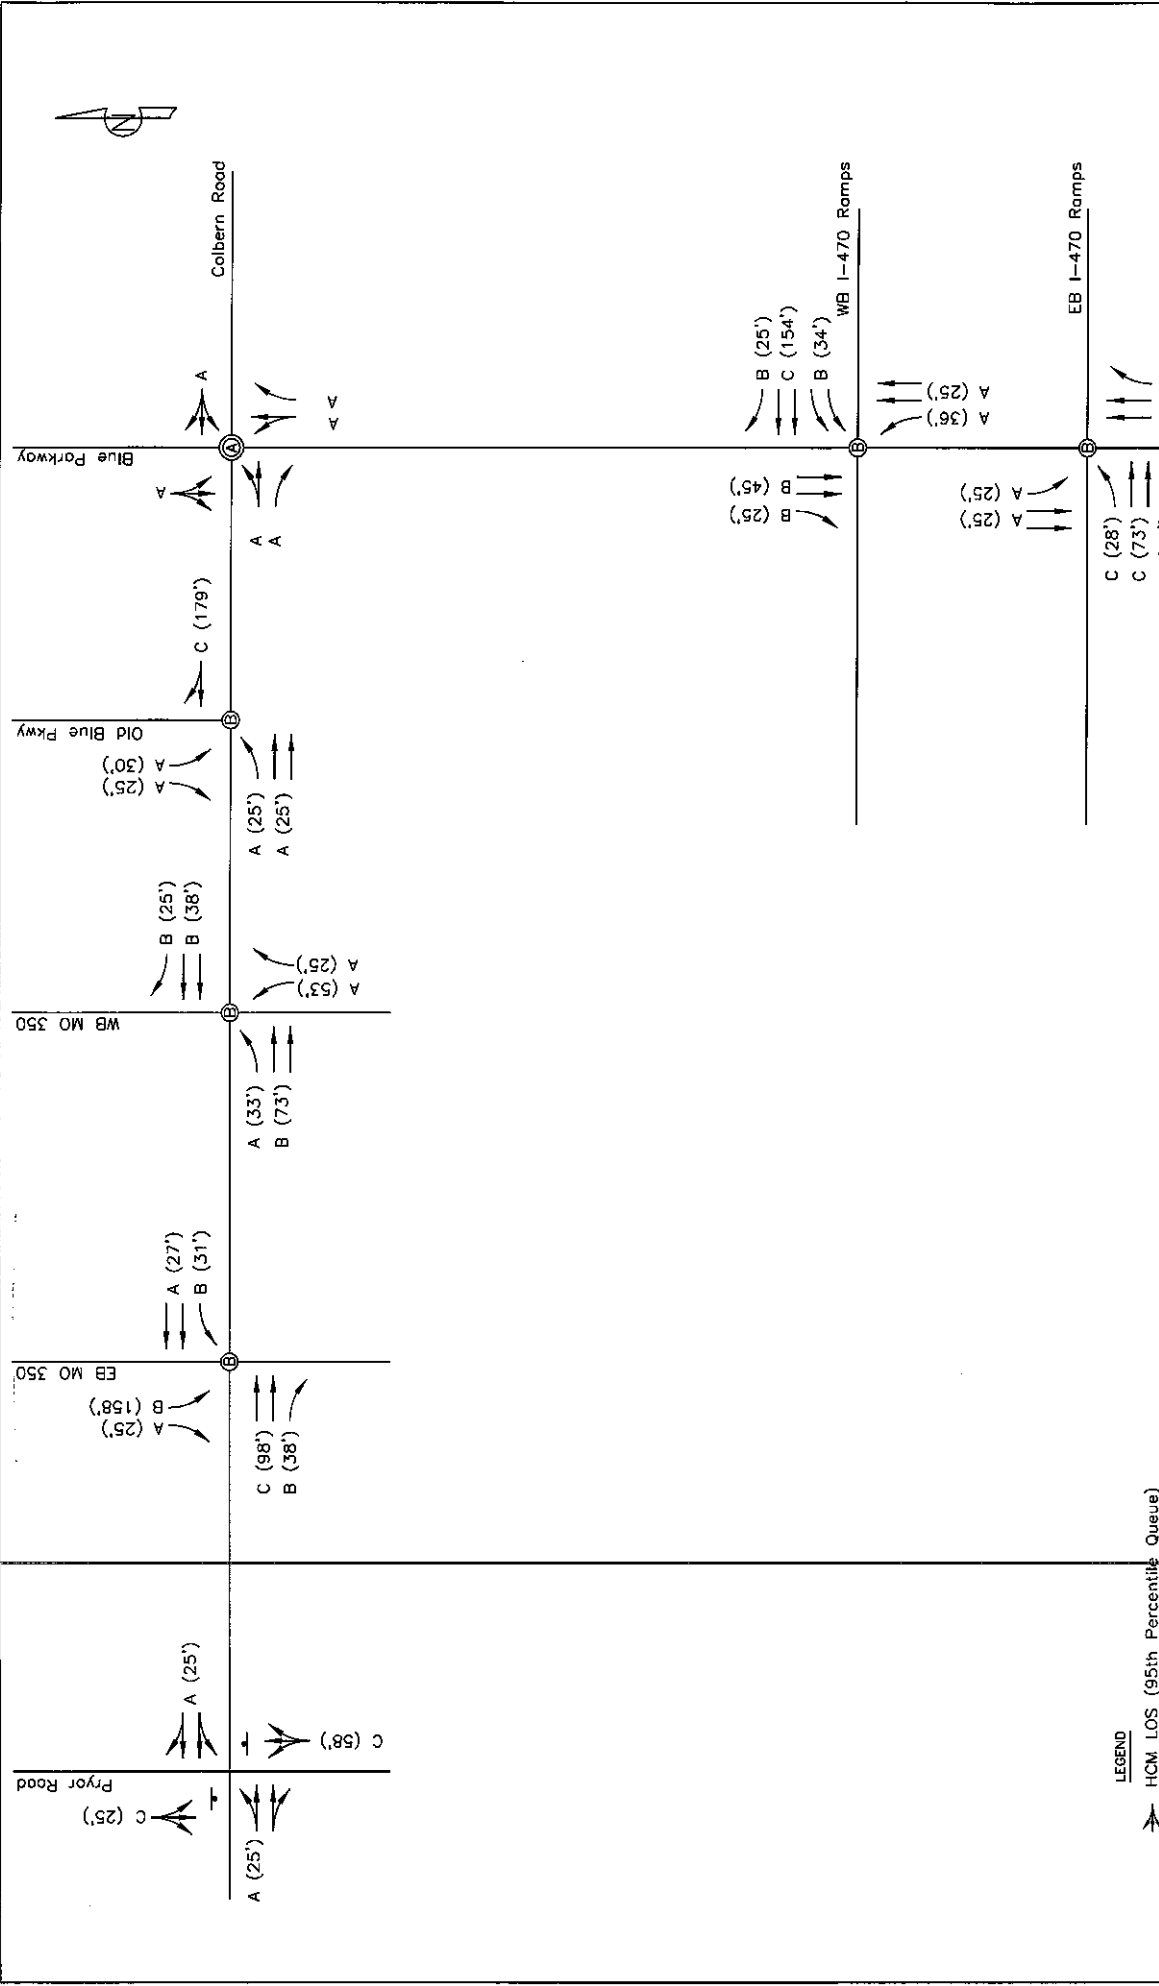 N
Colbern Road
WB I-470 Ramps
EB I-470 Ramps
Blue Parkway
A
A
A
A
A
A
A
A
B (25')
C (154')
B (34')
A (25')
A (36')
B
B (45')
B (25')
A (25')
A (25')
B
C (28')
C (73')
C (179')
Old Blue Pkwy
B
A (30')
A (25')
A (25')
A (25')
B (25')
B (38')
A (25')
A (53')
WB MO 350
B
A (33')
B (73')
A (27')
B (31')
EB MO 350
B
B (158')
A (25')
C (98')
B (38')
A (25')
C (58')
Pryor Road
C (25')
A (25')
LEGEND
HCM LOS (95th Percentile Queue)